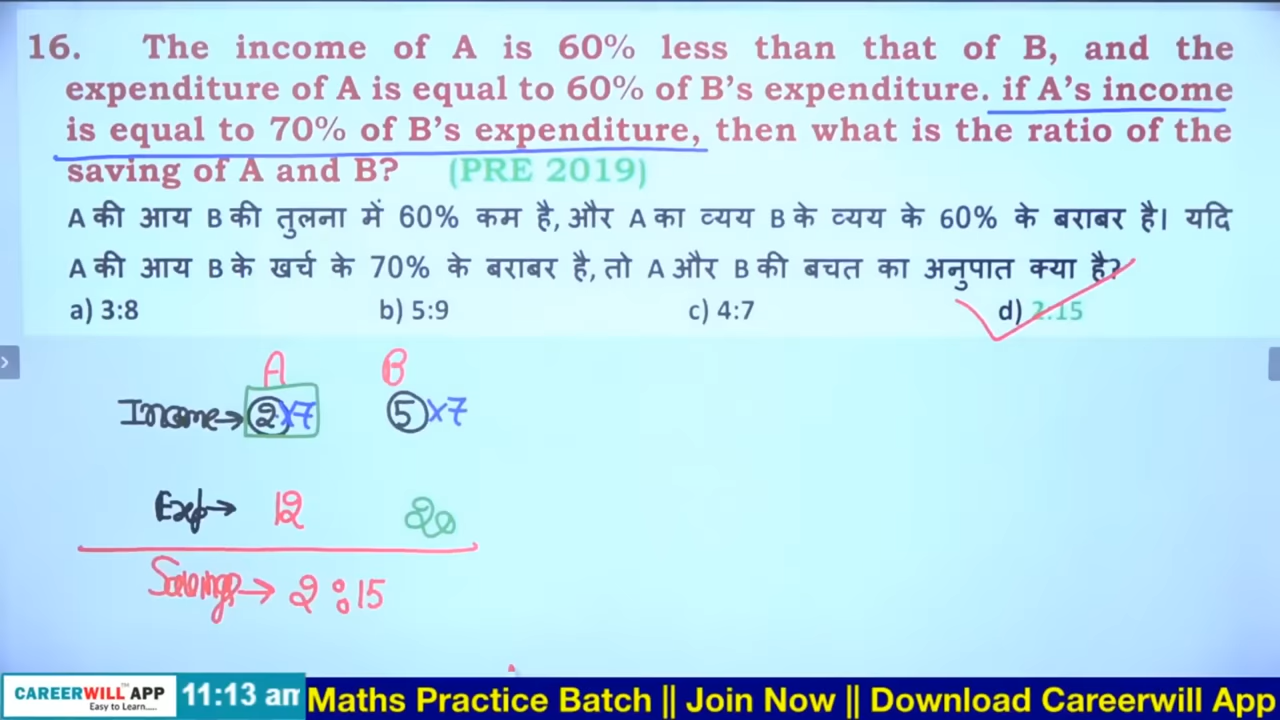 16. The income of A is 60% less than that of B, and the
expenditure of A is equal to 60% of B's expenditure. if A's income
is equal to 70% of B's expenditure, then what is the ratio of the
saving of A and B? (PRE 2019)
A की आय B की तुलना में 60% कम है, और A का व्यय B के व्यय के 60% के बराबर है। यदि
A की आय B के खर्च के 70% के बराबर है, तो A और B की बचत का अनुपात क्या है?
a) 3:8 b) 5:9 c) 4:7 d) 2:15
A B
Income→ 2×7 5×7
Exp→ 12 20
Savings→ 2:15
CAREERWILL APP
Easy to Learn.....
11:13 am
Maths Practice Batch || Join Now || Download Careerwill App